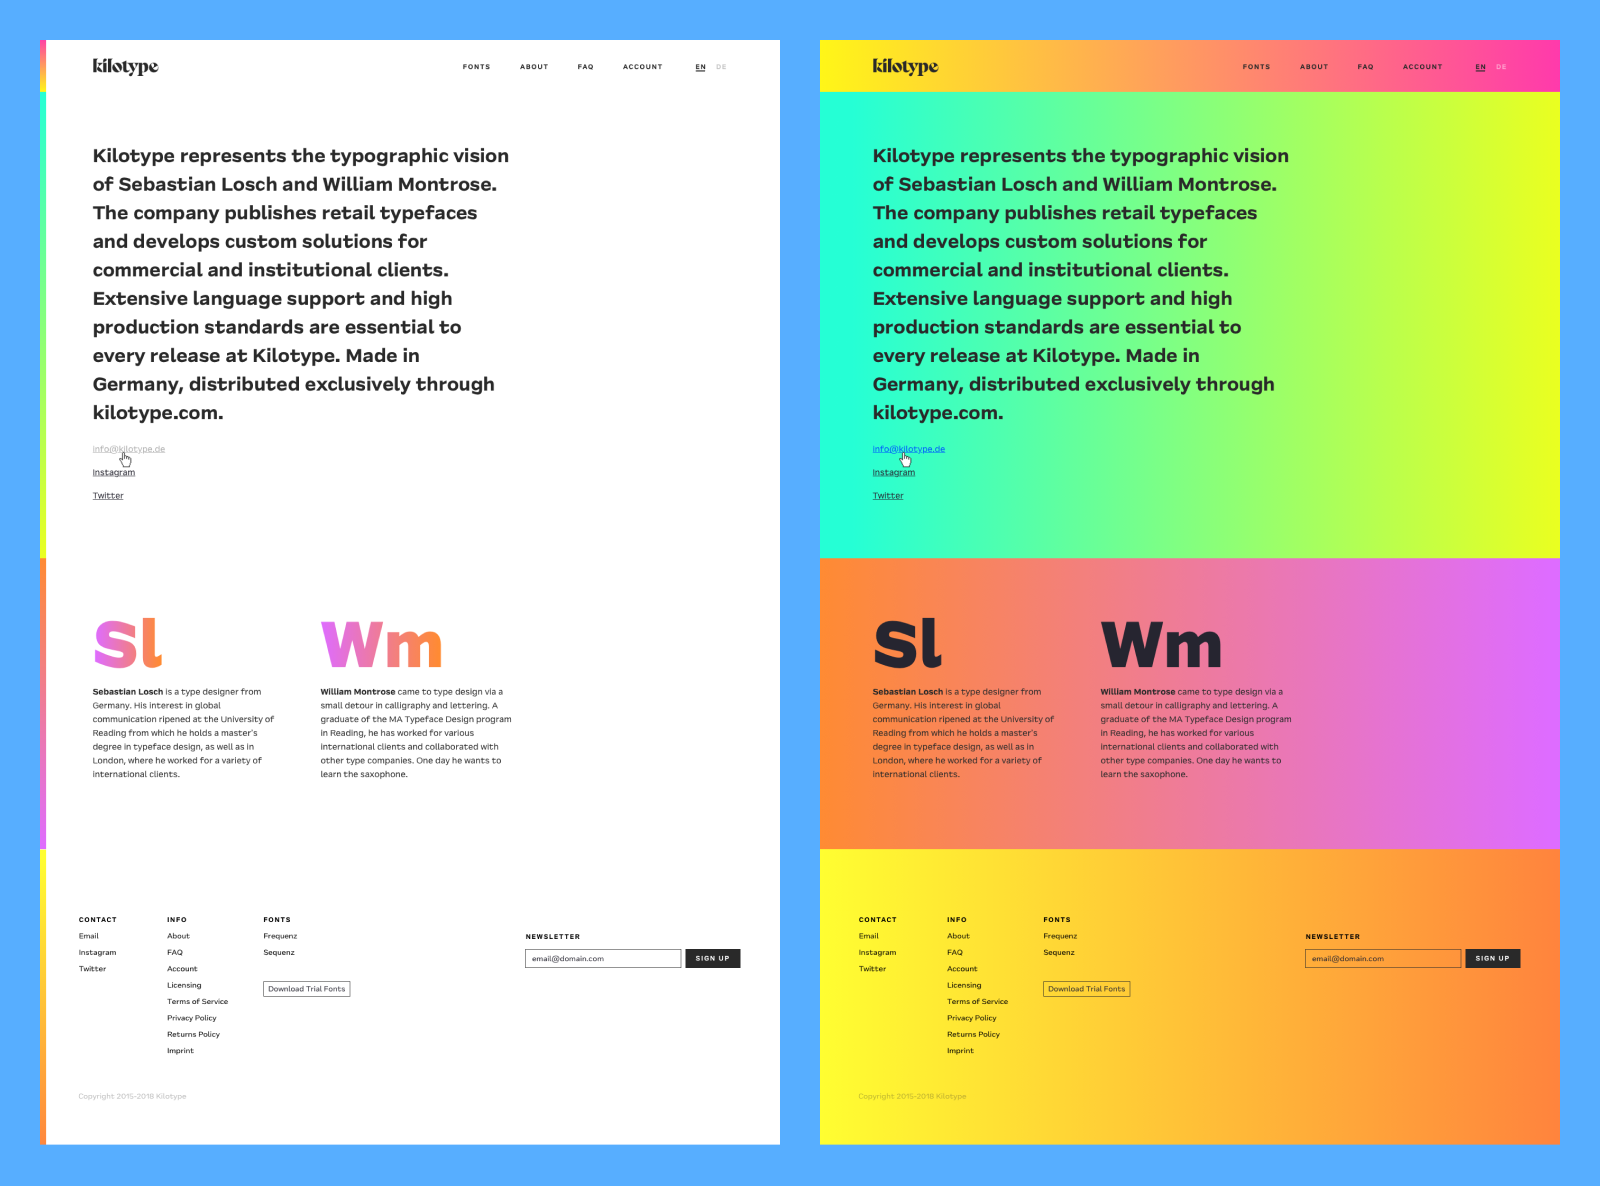 kilotype
FONTS ABOUT FAQ ACCOUNT EN DE
Kilotype represents the typographic vision
of Sebastian Losch and William Montrose.
The company publishes retail typefaces
and develops custom solutions for
commercial and institutional clients.
Extensive language support and high
production standards are essential to
every release at Kilotype. Made in
Germany, distributed exclusively through
kilotype.com.
info@kilotype.de
Instagram
Twitter
Sl
Sebastian Losch is a type designer from
Germany. His interest in global
communication ripened at the University of
Reading from which he holds a master's
degree in typeface design, as well as in
London, where he worked for a variety of
international clients.
Wm
William Montrose came to type design via a
small detour in calligraphy and lettering. A
graduate of the MA Typeface Design program
in Reading, he has worked for various
international clients and collaborated with
other type companies. One day he wants to
learn the saxophone.
CONTACT
Email
Instagram
Twitter
INFO
About
FAQ
Account
Licensing
Terms of Service
Privacy Policy
Returns Policy
Imprint
FONTS
Frequenz
Sequenz
Download Trial Fonts
NEWSLETTER
email@domain.com
SIGN UP
Copyright 2015-2018 Kilotype
kilotype
FONTS ABOUT FAQ ACCOUNT EN DE
Kilotype represents the typographic vision
of Sebastian Losch and William Montrose.
The company publishes retail typefaces
and develops custom solutions for
commercial and institutional clients.
Extensive language support and high
production standards are essential to
every release at Kilotype. Made in
Germany, distributed exclusively through
kilotype.com.
info@kilotype.de
Instagram
Twitter
Sl
Sebastian Losch is a type designer from
Germany. His interest in global
communication ripened at the University of
Reading from which he holds a master's
degree in typeface design, as well as in
London, where he worked for a variety of
international clients.
Wm
William Montrose came to type design via a
small detour in calligraphy and lettering. A
graduate of the MA Typeface Design program
in Reading, he has worked for various
international clients and collaborated with
other type companies. One day he wants to
learn the saxophone.
CONTACT
Email
Instagram
Twitter
INFO
About
FAQ
Account
Licensing
Terms of Service
Privacy Policy
Returns Policy
Imprint
FONTS
Frequenz
Sequenz
Download Trial Fonts
NEWSLETTER
email@domain.com
SIGN UP
Copyright 2015-2018 Kilotype